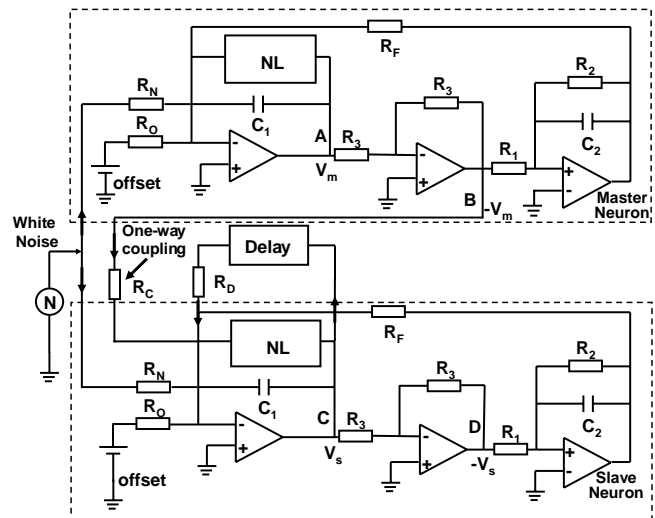 R_F
NL
R_N
R_2
R_3
C_1
A
R_O
R_3
R_1
C_2
- + - + + -
offset
V_m
B
-V_m
Master
Neuron
White
Noise
One-way
coupling
Delay
R_C
R_D
N
R_F
NL
R_N
R_3
R_2
C_1
R_O
C
R_3
D
R_1
C_2
- + - + + -
V_s
-V_s
offset
Slave
Neuron